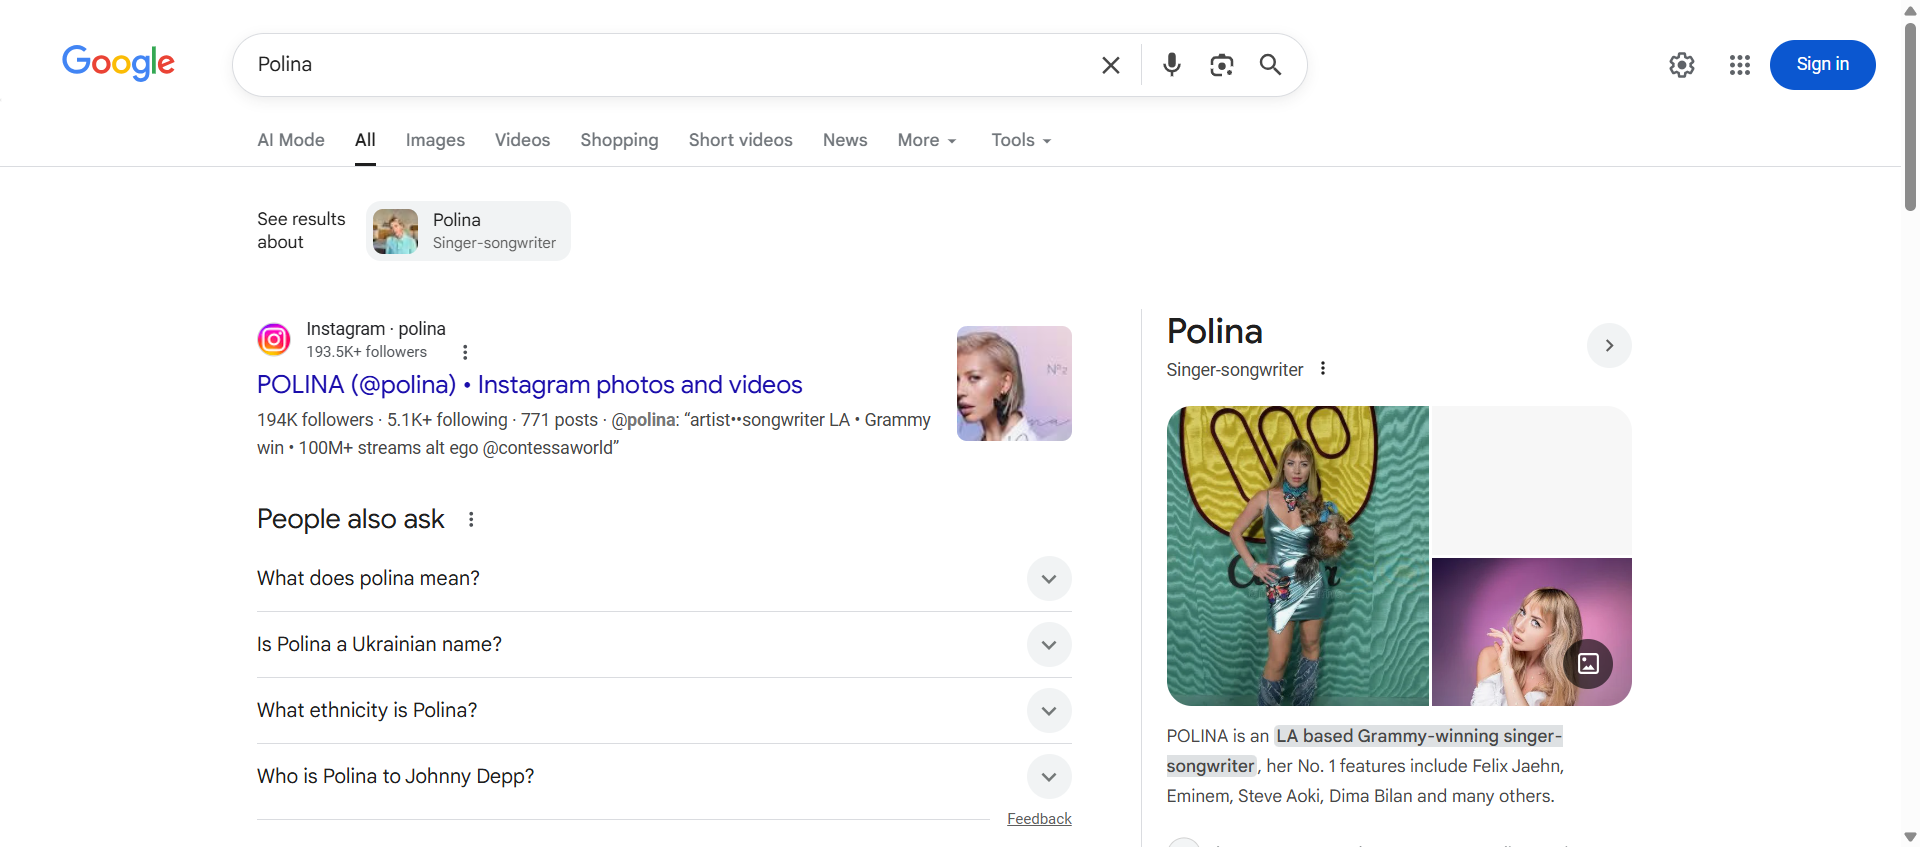 Google
Polina
Sign in
AI Mode
All
Images
Videos
Shopping
Short videos
News
More
Tools
See results about
Polina
Singer-songwriter
Instagram · polina
193.5K+ followers
POLINA (@polina) • Instagram photos and videos
194K followers · 5.1K+ following · 771 posts · @polina: “artist••songwriter LA • Grammy
win • 100M+ streams alt ego @contessaworld”
Nº2
People also ask
What does polina mean?
Is Polina a Ukrainian name?
What ethnicity is Polina?
Who is Polina to Johnny Depp?
Feedback
Polina
Singer-songwriter
POLINA is an LA based Grammy-winning singer-
songwriter, her No. 1 features include Felix Jaehn,
Eminem, Steve Aoki, Dima Bilan and many others.